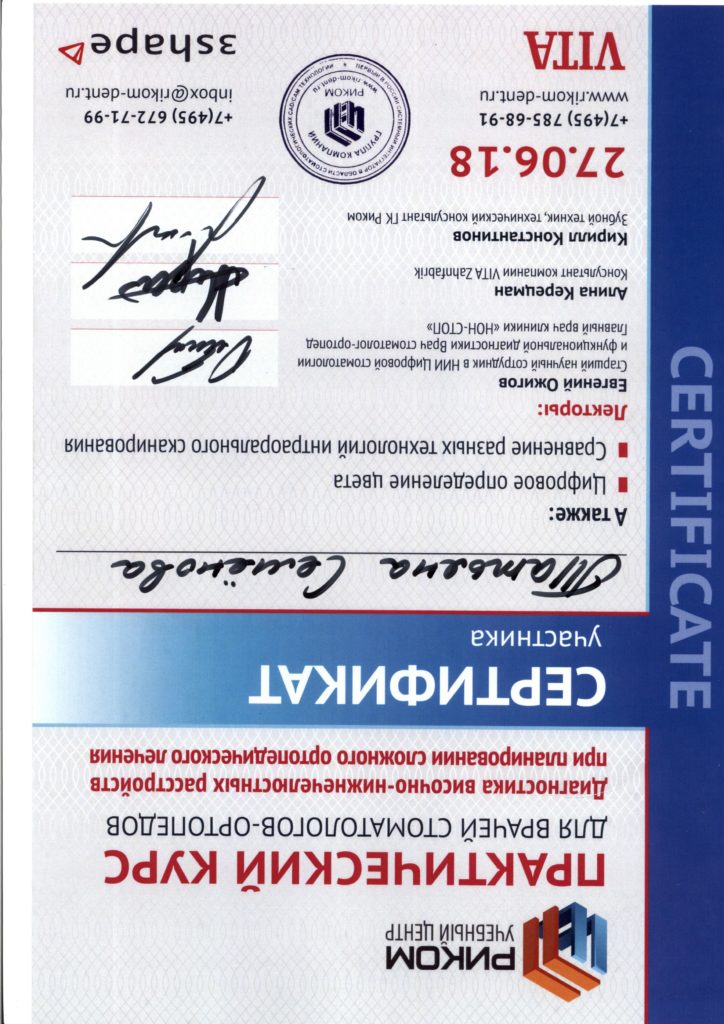 РИКОМ
УЧЕБНЫЙ ЦЕНТР
ПРАКТИЧЕСКИЙ КУРС
ДЛЯ ВРАЧЕЙ СТОМАТОЛОГОВ-ОРТОПЕДОВ
Диагностика височно-нижнечелюстных расстройств
при планировании сложного ортопедического лечения
СЕРТИФИКАТ
участника
CERTIFICATE
Татьяна Семёнова
А также:
Цифровое определение цвета
Сравнение разных технологий интраорального сканирования
Лекторы:
Евгений Ожигов
Старший научный сотрудник в НИИ Цифровой стоматологии
и функциональной диагностики Врач стоматолог-ортопед
Главный врач клиники «НОН-СТОП»
Алина Керецман
Консультант компании VITA Zahnfabrik
Кирилл Константинов
Зубной техник, технический консультант ГК Риком
27.06.18
+7(495) 785-68-91
www.rikom-dent.ru
+7(495) 672-71-99
inbox@rikom-dent.ru
ПЕРВЫЙ В РОССИИ СИСТЕМНЫЙ ИНТЕГРАТОР В ОБЛАСТИ СТОМАТОЛОГИЧЕСКИХ CAD/CAM ТЕХНОЛОГИЙ
ГРУППА КОМПАНИЙ
РИКОМ
www.rikom-dent.ru
VITA
3shape